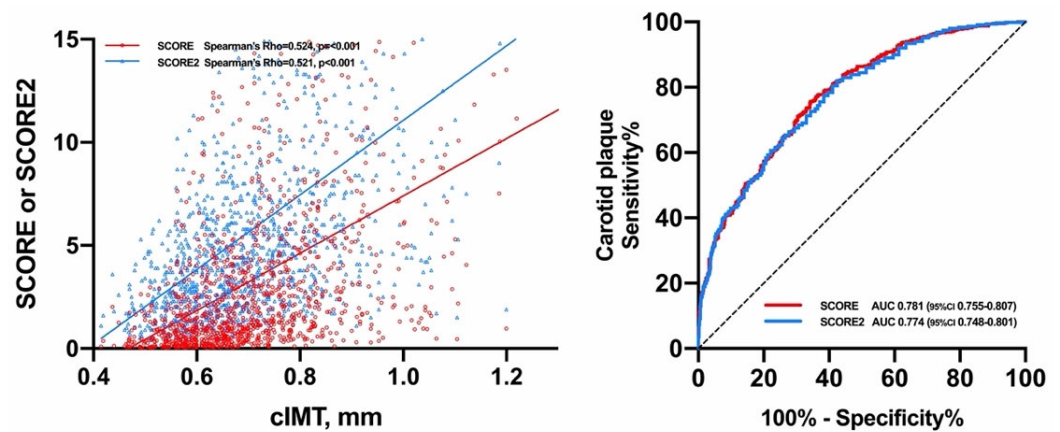 SCORE Spearman's Rho=0.524, p=<0.001
SCORE2 Spearman's Rho=0.521, p<0.001
SCORE or SCORE2
15
10
5
0
0.4 0.6 0.8 1.0 1.2
cIMT, mm
Carotid plaque
Sensitivity%
100
80
60
40
20
0
SCORE AUC 0.781 (95%CI 0.755-0.807)
SCORE2 AUC 0.774 (95%CI 0.748-0.801)
0 20 40 60 80 100
100% - Specificity%